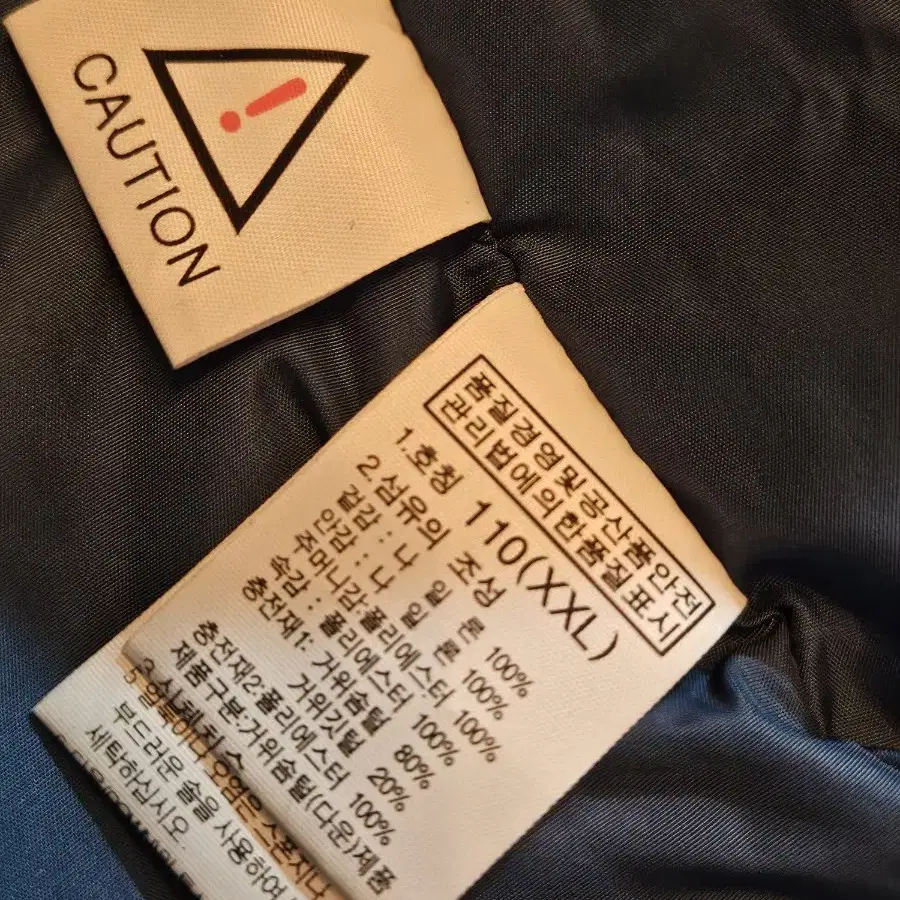 CAUTION
품질경영및공산품안전
관리법에의한품질표시
1.호칭 110(XXL)
2.섬유의 조성
겉감 : 나 일 론 100%
안감 : 나 일 론 100%
주머니감:폴리에스터 100%
속감 : 폴리에스터 100%
충전재1: 거위솜털 80%
거위깃털 20%
충전재2:폴리에스터 100%
제품구분:거위솜털(다운)제품
부드러운 솔을 사용하여
세탁하십시오.